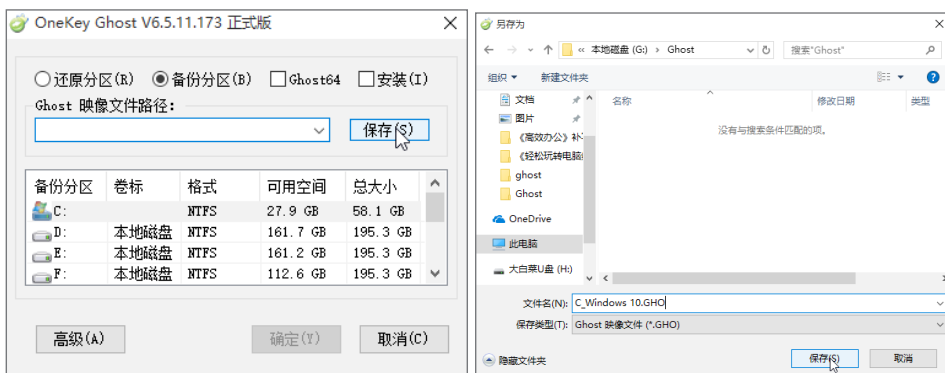 OneKey Ghost V6.5.11.173 正式版
还原分区(R) 备份分区(B) Ghost64 安装(I)
Ghost 映像文件路径:
保存(S)
备份分区 卷标 格式 可用空间 总大小
C: NTFS 27.9 GB 58.1 GB
D: 本地磁盘 NTFS 161.7 GB 195.3 GB
E: 本地磁盘 NTFS 161.2 GB 195.3 GB
F: 本地磁盘 NTFS 112.6 GB 195.3 GB
高级(A) 确定(Y) 取消(C)
另存为
« 本地磁盘 (G:) › Ghost 搜索"Ghost"
组织 新建文件夹
名称 修改日期 类型
没有与搜索条件匹配的项。
文档
图片
《高效办公》补
《轻松玩转电脑
ghost
Ghost
OneDrive
此电脑
大白菜U盘 (H:)
文件名(N): C_Windows 10.GHO
保存类型(T): Ghost 映像文件 (*.GHO)
隐藏文件夹 保存(S) 取消